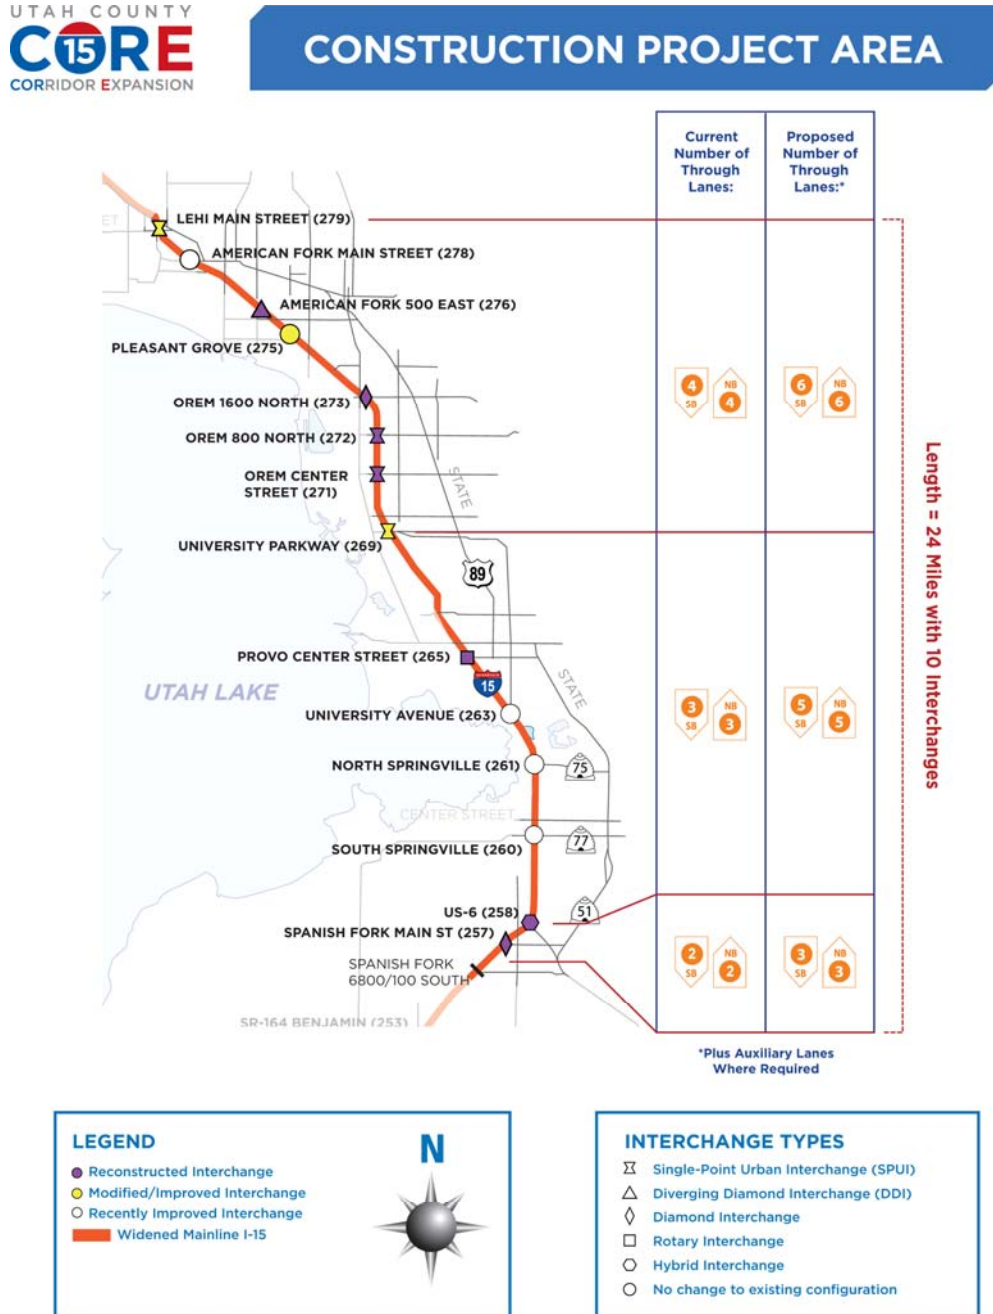 UTAH COUNTY
CORE
15
CORRIDOR EXPANSION
CONSTRUCTION PROJECT AREA
Current
Number of
Through
Lanes:
Proposed
Number of
Through
Lanes:*
LEHI MAIN STREET (279)
AMERICAN FORK MAIN STREET (278)
AMERICAN FORK 500 EAST (276)
PLEASANT GROVE (275)
OREM 1600 NORTH (273)
OREM 800 NORTH (272)
OREM CENTER
STREET (271)
UNIVERSITY PARKWAY (269)
PROVO CENTER STREET (265)
UNIVERSITY AVENUE (263)
NORTH SPRINGVILLE (261)
CENTER STREET
SOUTH SPRINGVILLE (260)
US-6 (258)
SPANISH FORK MAIN ST (257)
SPANISH FORK
6800/100 SOUTH
SR-164 BENJAMIN (253)
UTAH LAKE
STATE
89
15
STATE
75
77
51
4 SB NB 4
6 SB NB 6
3 SB NB 3
5 SB NB 5
2 SB NB 2
3 SB NB 3
Length = 24 Miles with 10 Interchanges
*Plus Auxiliary Lanes
Where Required
LEGEND
Reconstructed Interchange
Modified/Improved Interchange
Recently Improved Interchange
Widened Mainline I-15
N
INTERCHANGE TYPES
Single-Point Urban Interchange (SPUI)
Diverging Diamond Interchange (DDI)
Diamond Interchange
Rotary Interchange
Hybrid Interchange
No change to existing configuration